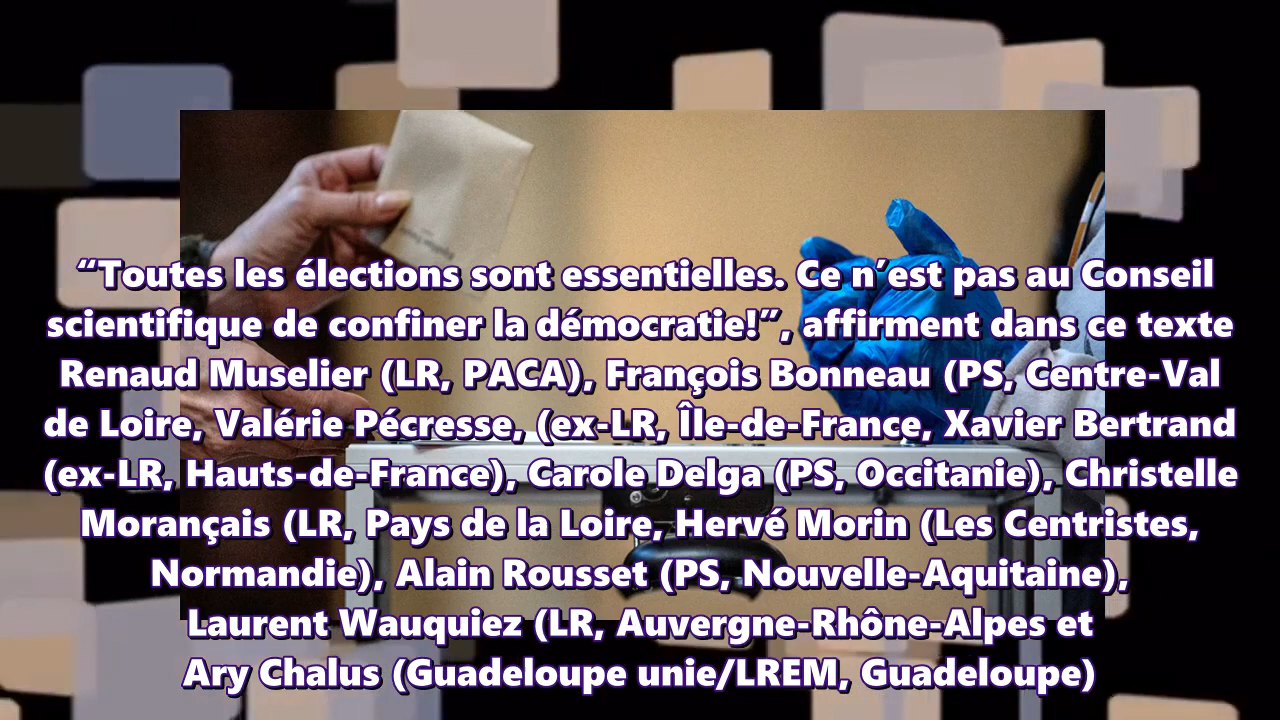 “Toutes les élections sont essentielles. Ce n’est pas au Conseil
scientifique de confiner la démocratie!”, affirment dans ce texte
Renaud Muselier (LR, PACA), François Bonneau (PS, Centre-Val
de Loire, Valérie Pécresse, (ex-LR, Île-de-France, Xavier Bertrand
(ex-LR, Hauts-de-France), Carole Delga (PS, Occitanie), Christelle
Morançais (LR, Pays de la Loire, Hervé Morin (Les Centristes,
Normandie), Alain Rousset (PS, Nouvelle-Aquitaine),
Laurent Wauquiez (LR, Auvergne-Rhône-Alpes et
Ary Chalus (Guadeloupe unie/LREM, Guadeloupe)